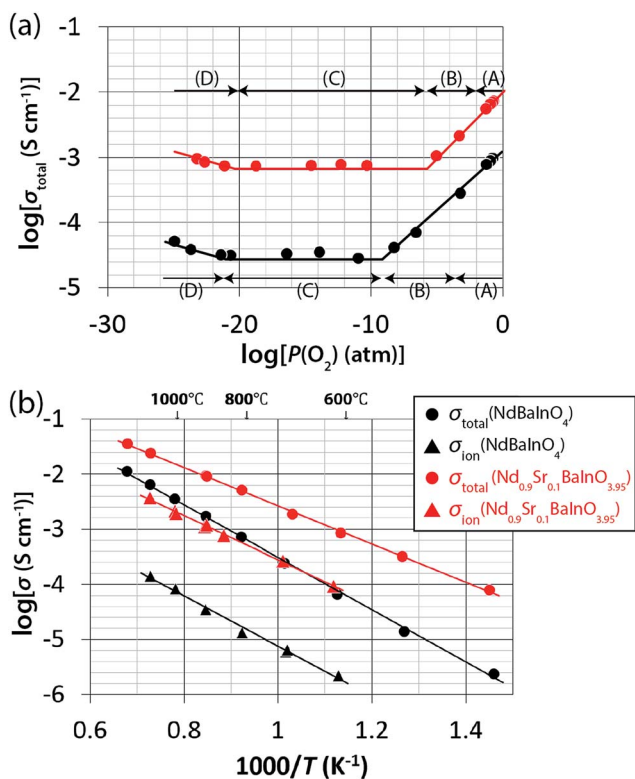 (a)
-1
-2
-3
-4
-5
(D) (C) (B) (A)
(D) (C) (B) (A)
-30 -20 -10 0
log[σtotal (S cm⁻¹)]
log[P(O₂) (atm)]
(b)
1000°C 800°C 600°C
-1
-2
-3
-4
-5
-6
0.6 0.8 1 1.2 1.4
log[σ (S cm⁻¹)]
1000/T (K⁻¹)
σtotal(NdBaInO₄)
σion(NdBaInO₄)
σtotal(Nd₀.₉Sr₀.₁BaInO₃.₉₅)
σion(Nd₀.₉Sr₀.₁BaInO₃.₉₅)